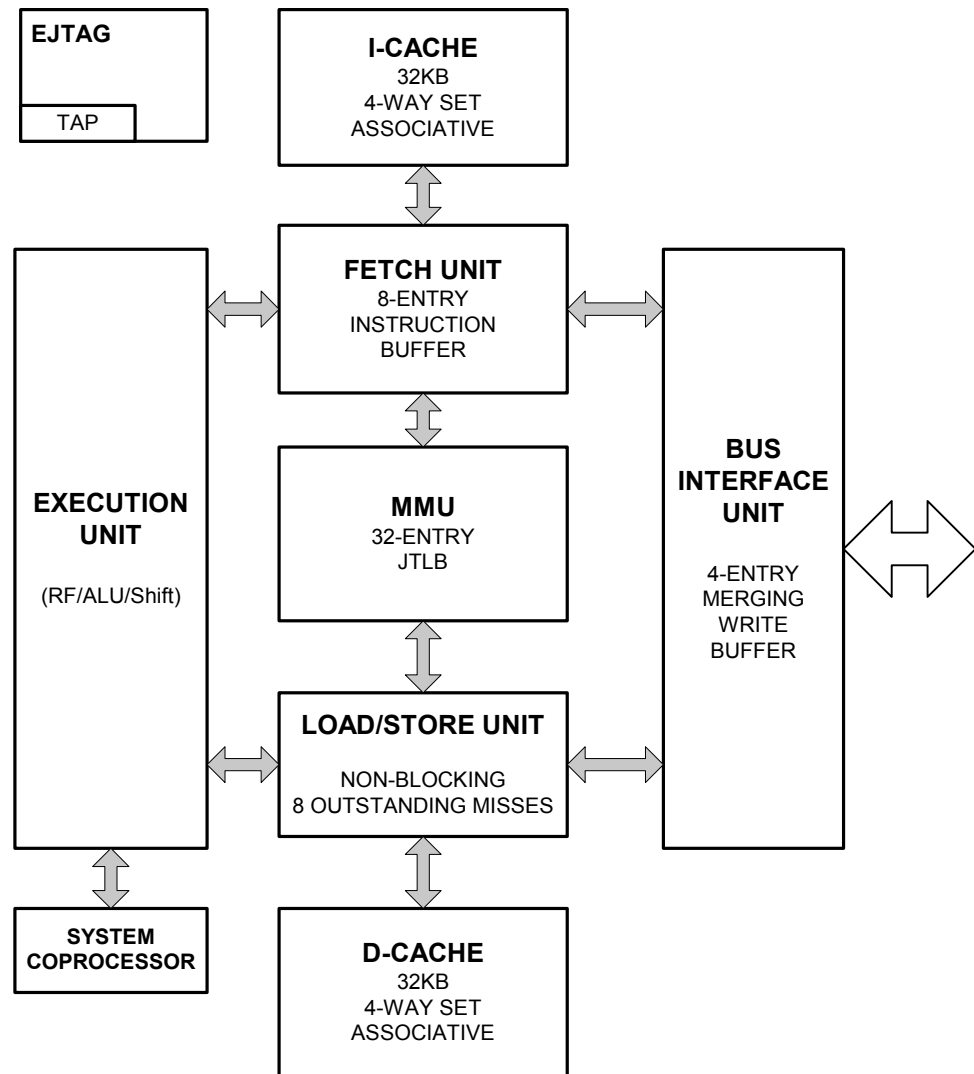 EJTAG
TAP
I-CACHE
32KB
4-WAY SET
ASSOCIATIVE
FETCH UNIT
8-ENTRY
INSTRUCTION
BUFFER
EXECUTION
UNIT
(RF/ALU/Shift)
MMU
32-ENTRY
JTLB
BUS
INTERFACE
UNIT
4-ENTRY
MERGING
WRITE
BUFFER
LOAD/STORE UNIT
NON-BLOCKING
8 OUTSTANDING MISSES
SYSTEM
COPROCESSOR
D-CACHE
32KB
4-WAY SET
ASSOCIATIVE